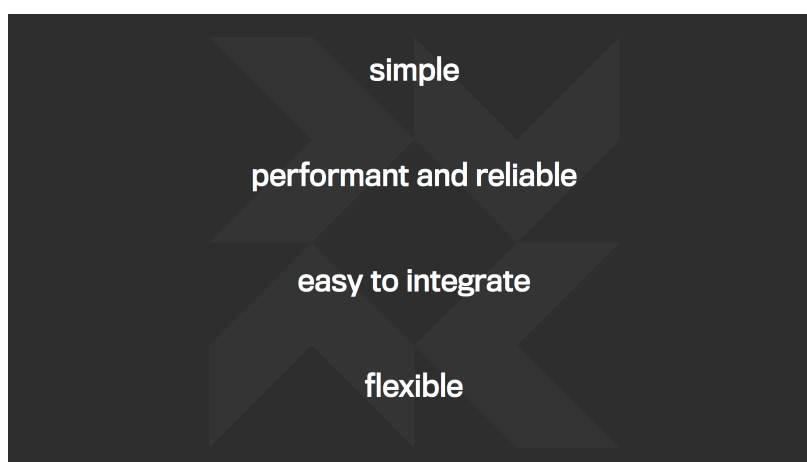 simple
performant and reliable
easy to integrate
flexible